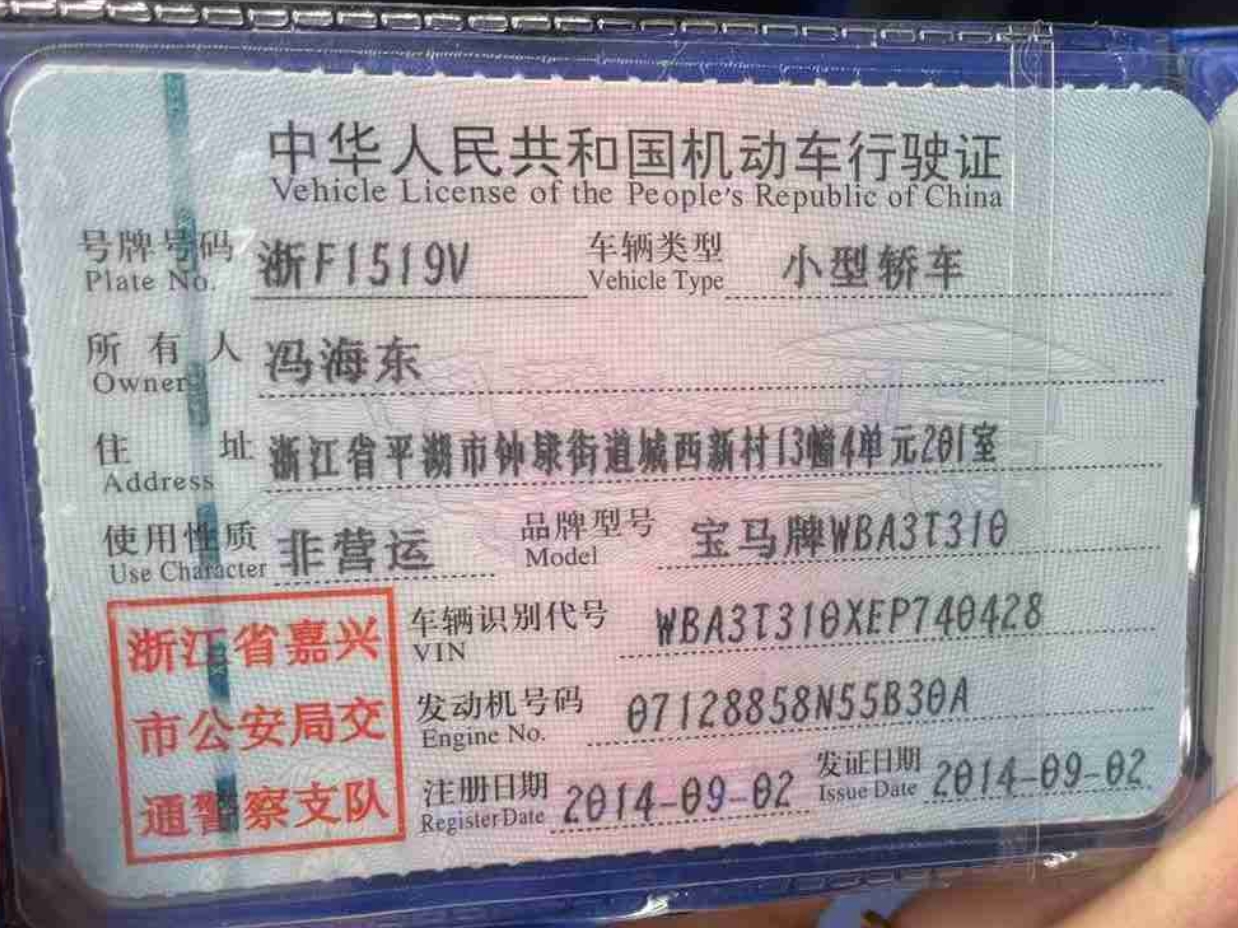 中华人民共和国机动车行驶证
Vehicle License of the People's Republic of China
号牌号码 浙F1519V 车辆类型 小型轿车
Plate No. Vehicle Type
所有人 冯海东
Owner
住址 浙江省平湖市钟埭街道城西新村13幢4单元201室
Address
使用性质 非营运 品牌型号 宝马牌WBA3T310
Use Character Model
浙江省嘉兴
市公安局交
通警察支队
车辆识别代号 WBA3T310XEP740428
VIN
发动机号码 07128858N55B30A
Engine No.
注册日期 2014-09-02 发证日期 2014-09-02
Register Date Issue Date